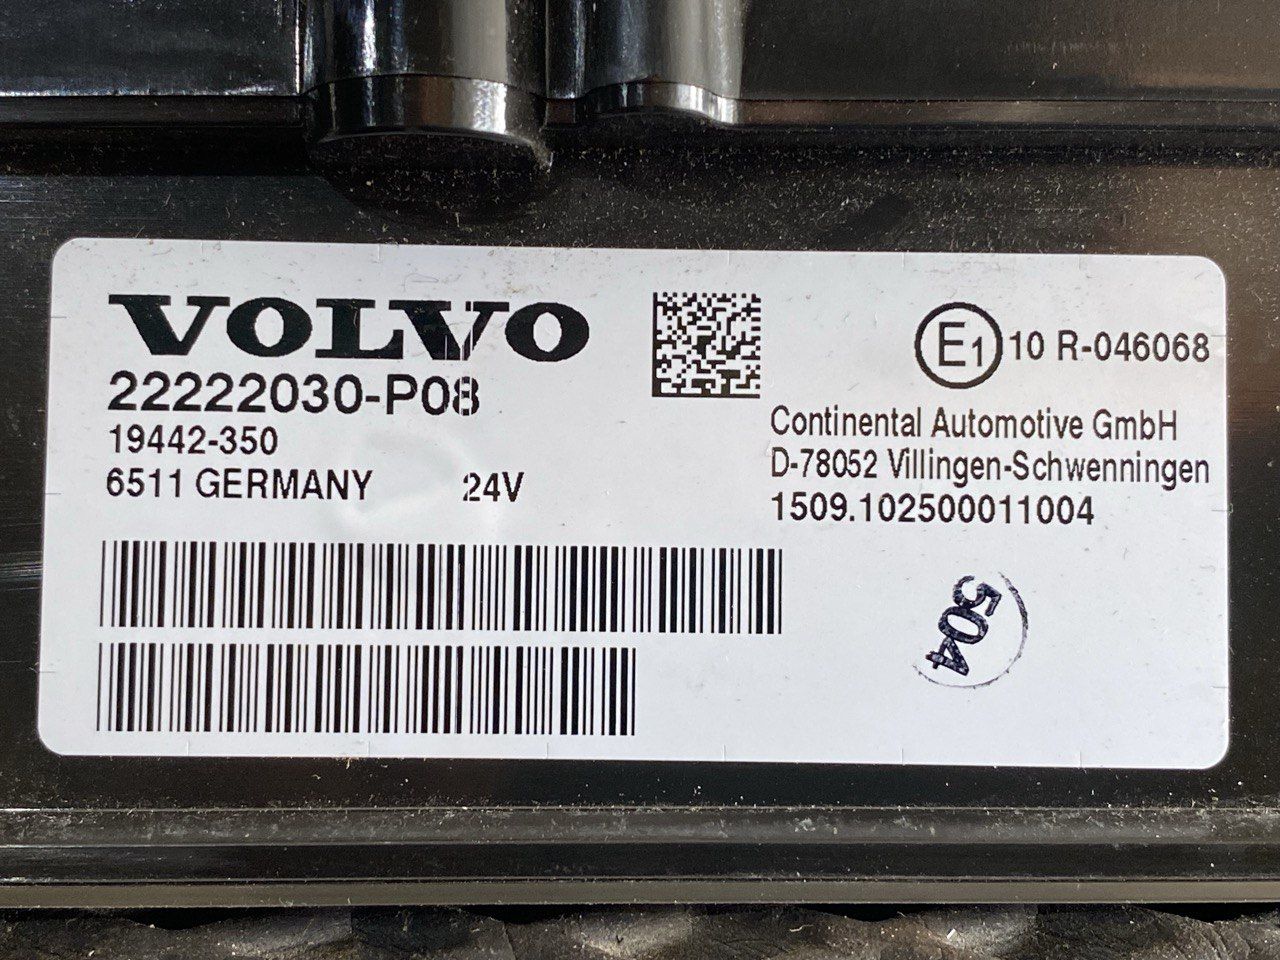 VOLVO
22222030-P08
19442-350
6511 GERMANY 24V
E1 10 R-046068
Continental Automotive GmbH
D-78052 Villingen-Schwenningen
1509.102500011004
504